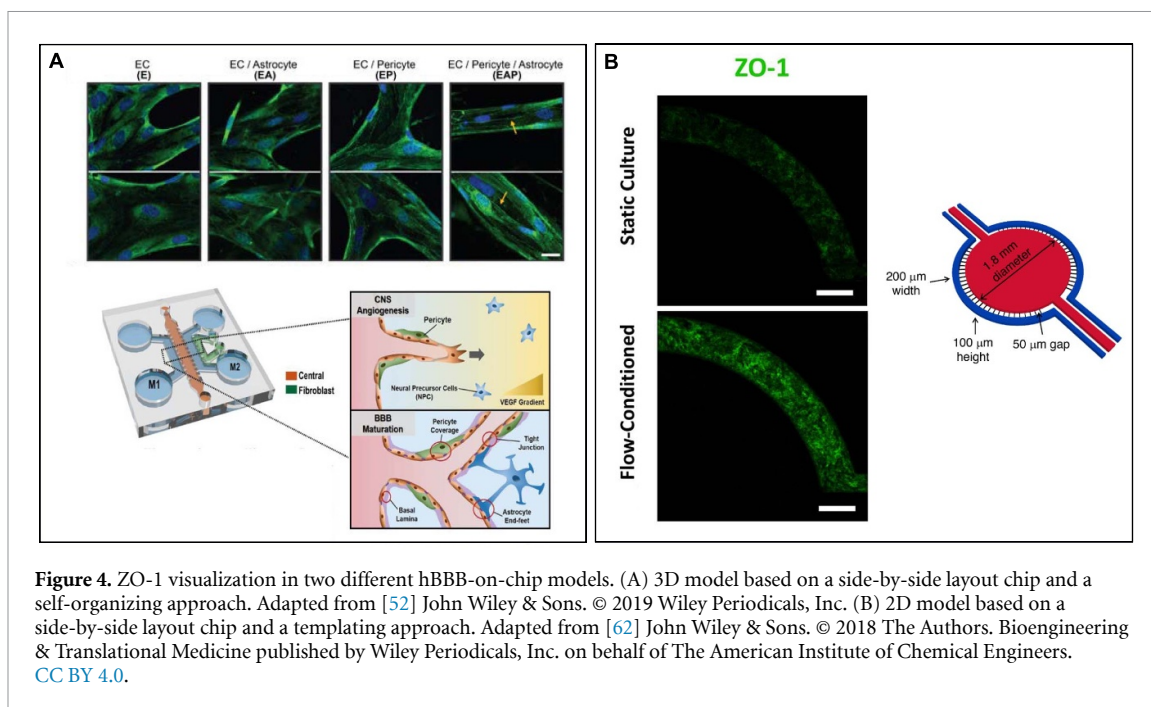 A
EC
(E)
EC / Astrocyte
(EA)
EC / Pericyte
(EP)
EC / Pericyte / Astrocyte
(EAP)
M1
M2
Central
Fibroblast
CNS
Angiogenesis
Pericyte
Neural Precursor Cells
(NPC)
VEGF Gradient
BBB
Maturation
Pericyte
Coverage
Tight
Junction
Basal
Lamina
Astrocyte
End-feet
B
ZO-1
Static Culture
Flow-Conditioned
1.8 mm
diameter
200 μm
width
100 μm
height
50 μm gap
Figure 4. ZO-1 visualization in two different hBBB-on-chip models. (A) 3D model based on a side-by-side layout chip and a
self-organizing approach. Adapted from [52] John Wiley & Sons. © 2019 Wiley Periodicals, Inc. (B) 2D model based on a
side-by-side layout chip and a templating approach. Adapted from [62] John Wiley & Sons. © 2018 The Authors. Bioengineering
& Translational Medicine published by Wiley Periodicals, Inc. on behalf of The American Institute of Chemical Engineers.
CC BY 4.0.